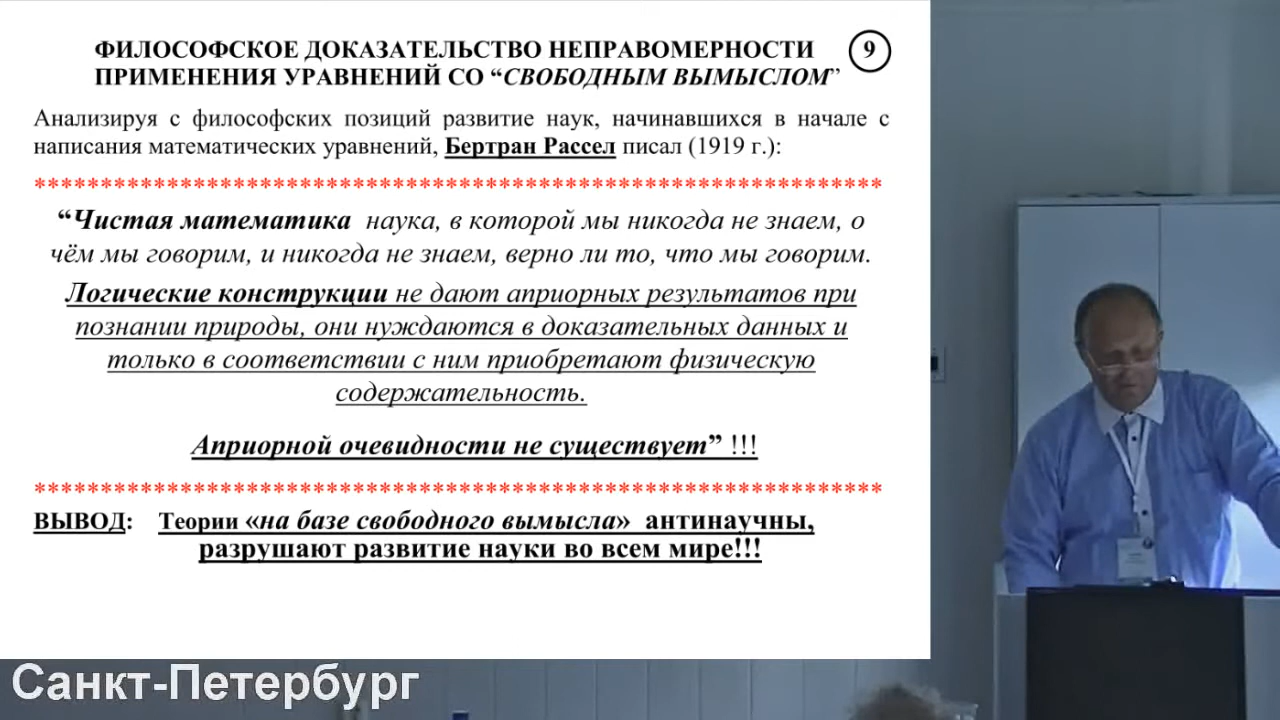 ФИЛОСОФСКОЕ ДОКАЗАТЕЛЬСТВО НЕПРАВОМЕРНОСТИ
ПРИМЕНЕНИЯ УРАВНЕНИЙ СО “СВОБОДНЫМ ВЫМЫСЛОМ”
9
Анализируя с философских позиций развитие наук, начинавшихся в начале с
написания математических уравнений, Бертран Рассел писал (1919 г.):
****************************************************************
“Чистая математика наука, в которой мы никогда не знаем, о
чём мы говорим, и никогда не знаем, верно ли то, что мы говорим.
Логические конструкции не дают априорных результатов при
познании природы, они нуждаются в доказательных данных и
только в соответствии с ним приобретают физическую
содержательность.
Априорной очевидности не существует” !!!
****************************************************************
ВЫВОД: Теории «на базе свободного вымысла» антинаучны,
разрушают развитие науки во всем мире!!!
Санкт-Петербург